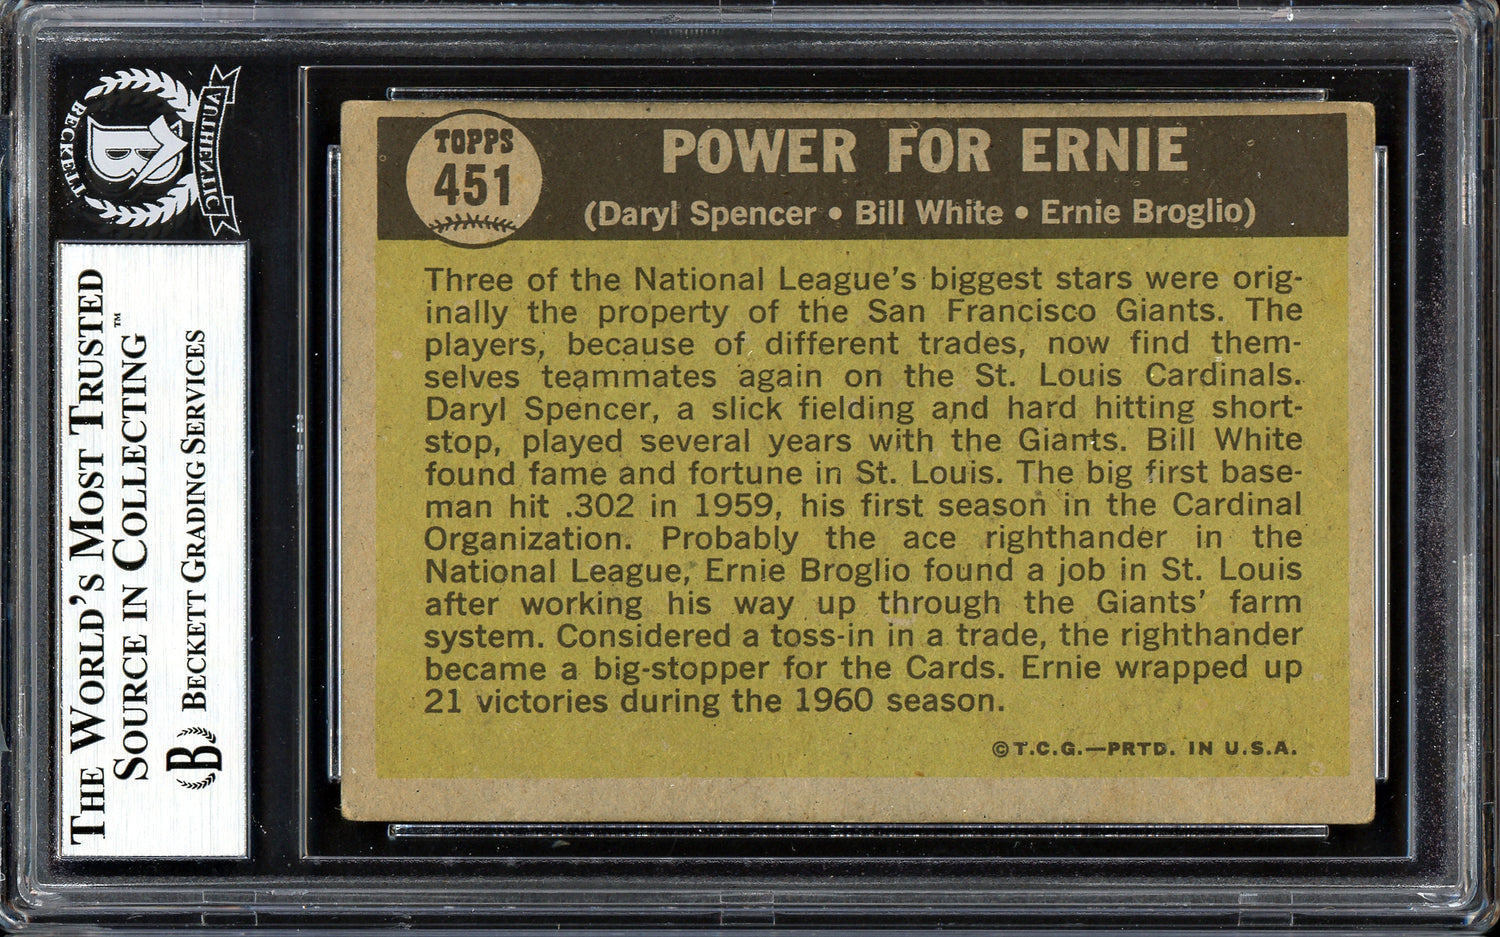 BECKETT
AUTHENTIC
B
THE WORLD'S MOST TRUSTED
SOURCE IN COLLECTING™
B BECKETT GRADING SERVICES
TOPPS
451
POWER FOR ERNIE
(Daryl Spencer • Bill White • Ernie Broglio)
Three of the National League's biggest stars were orig-
inally the property of the San Francisco Giants. The
players, because of different trades, now find them-
selves teammates again on the St. Louis Cardinals.
Daryl Spencer, a slick fielding and hard hitting short-
stop, played several years with the Giants. Bill White
found fame and fortune in St. Louis. The big first base-
man hit .302 in 1959, his first season in the Cardinal
Organization. Probably the ace righthander in the
National League, Ernie Broglio found a job in St. Louis
after working his way up through the Giants' farm
system. Considered a toss-in in a trade, the righthander
became a big-stopper for the Cards. Ernie wrapped up
21 victories during the 1960 season.
©T.C.G.—PRTD. IN U.S.A.